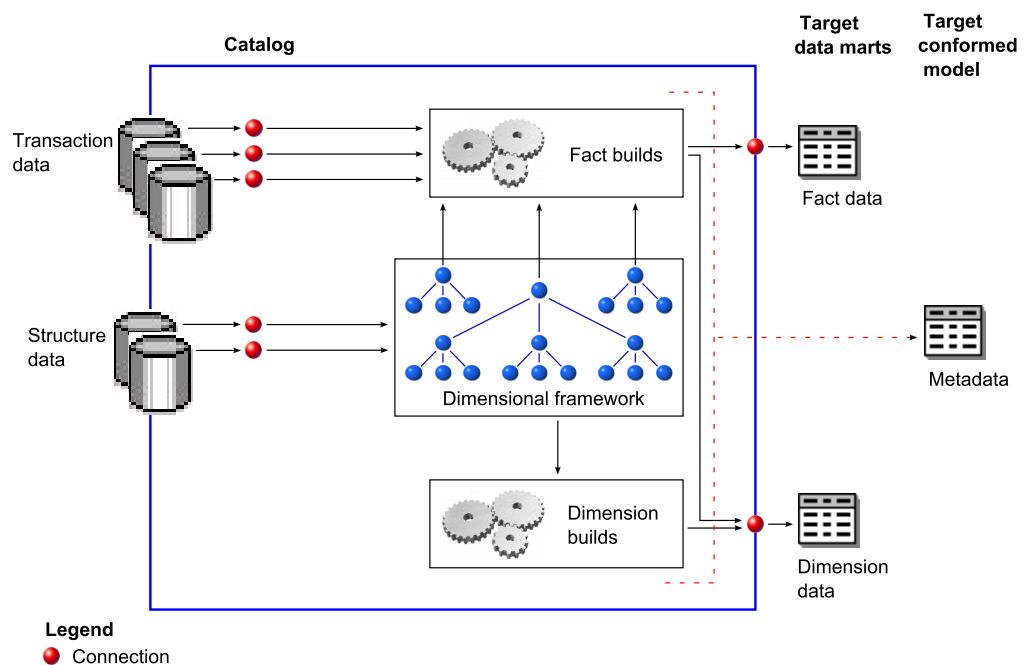 Catalog
Target
data marts
Target
conformed
model
Transaction
data
Fact builds
Fact data
Structure
data
Dimensional framework
Metadata
Dimension
builds
Dimension
data
Legend
Connection